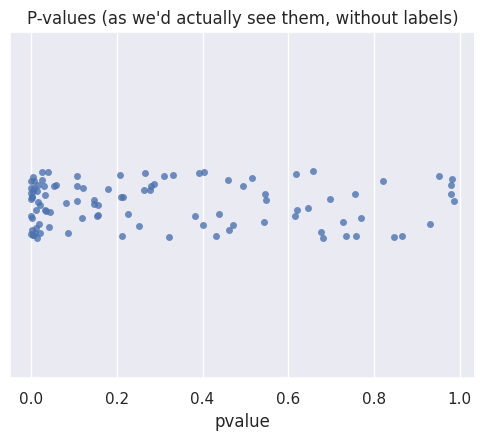 P-values (as we'd actually see them, without labels)
0.0 0.2 0.4 0.6 0.8 1.0
pvalue